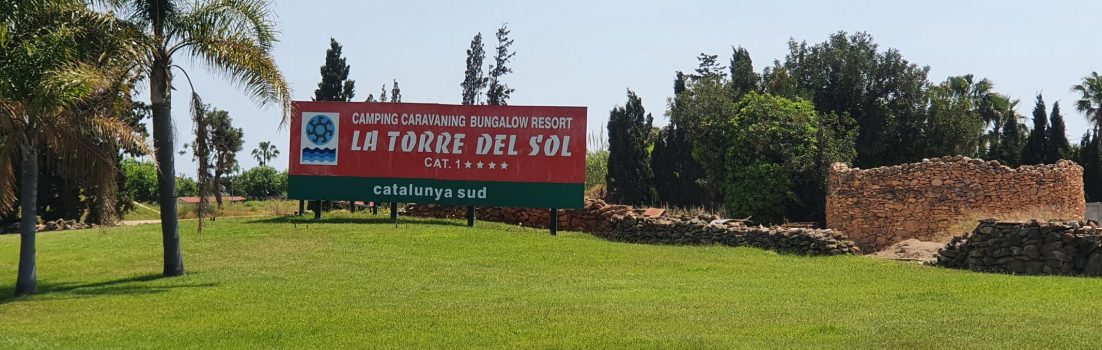 CAMPING CARAVANING BUNGALOW RESORT
LA TORRE DEL SOL
CAT. 1 ★★★★
catalunya sud